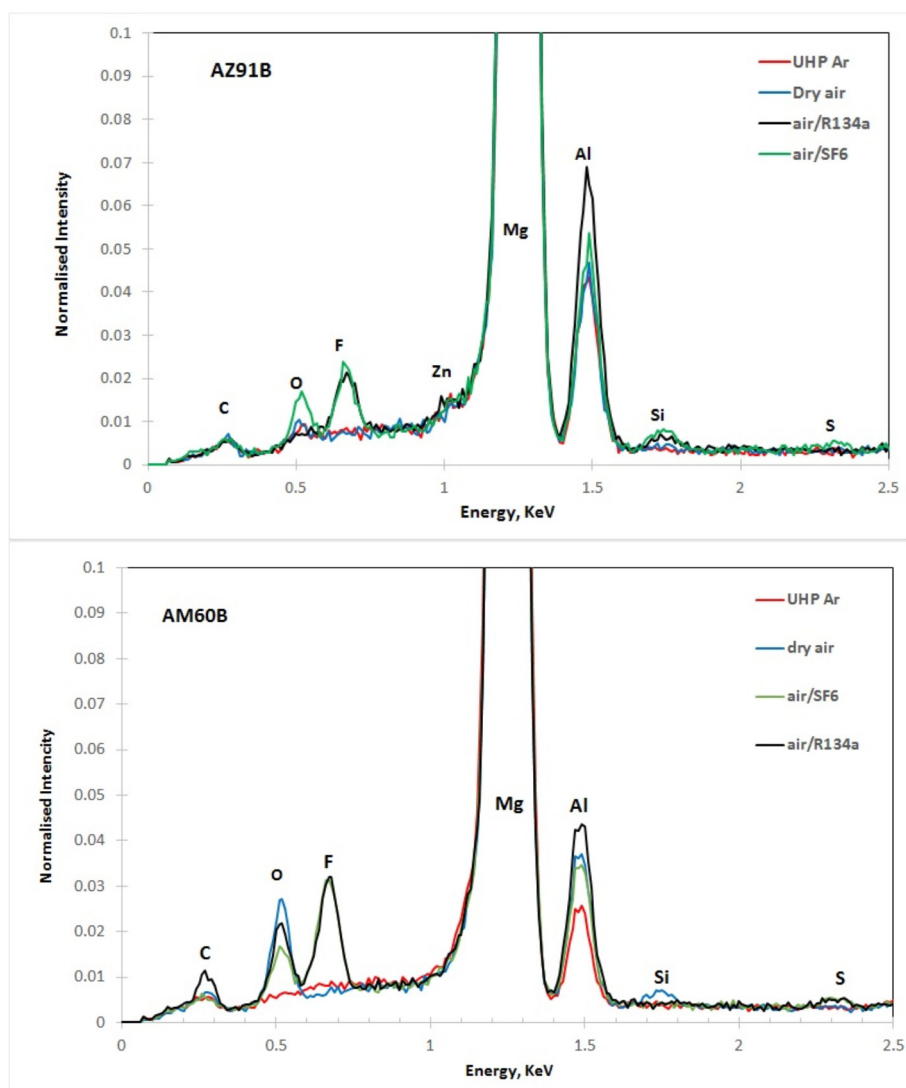 AZ91B
UHP Ar
Dry air
air/R134a
air/SF6
0.1
0.09
0.08
0.07
0.06
0.05
0.04
0.03
0.02
0.01
0
Normalised Intensity
C
O
F
Zn
Mg
Al
Si
S
0
0.5
1
1.5
2
2.5
Energy, KeV
AM60B
UHP Ar
dry air
air/SF6
air/R134a
0.1
0.09
0.08
0.07
0.06
0.05
0.04
0.03
0.02
0.01
0
Normalised Intencity
C
O
F
Mg
Al
Si
S
0
0.5
1
1.5
2
2.5
Energy, KeV